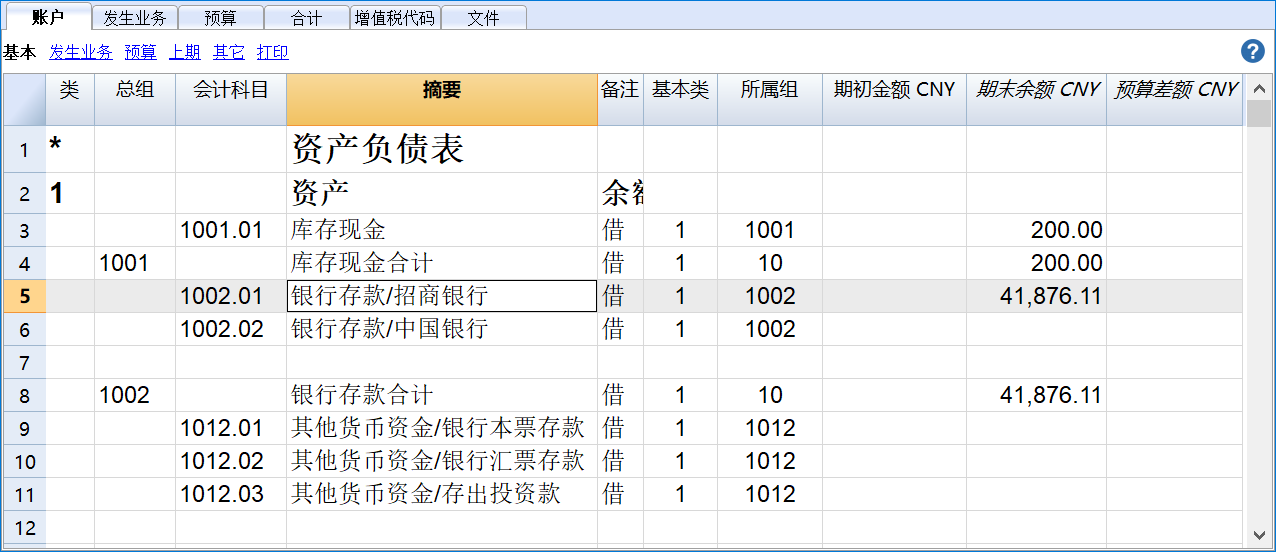 账户 发生业务 预算 合计 增值税代码 文件
基本 发生业务 预算 上期 其它 打印 ?
类 总组 会计科目 摘要 备注 基本类 所属组 期初金额 CNY 期末余额 CNY 预算差额 CNY
1 * 资产负债表
2 1 资产 余额
3 1001.01 库存现金 借 1 1001 200.00
4 1001 库存现金合计 借 1 10 200.00
5 1002.01 银行存款/招商银行 借 1 1002 41,876.11
6 1002.02 银行存款/中国银行 借 1 1002
7
8 1002 银行存款合计 借 1 10 41,876.11
9 1012.01 其他货币资金/银行本票存款 借 1 1012
10 1012.02 其他货币资金/银行汇票存款 借 1 1012
11 1012.03 其他货币资金/存出投资款 借 1 1012
12